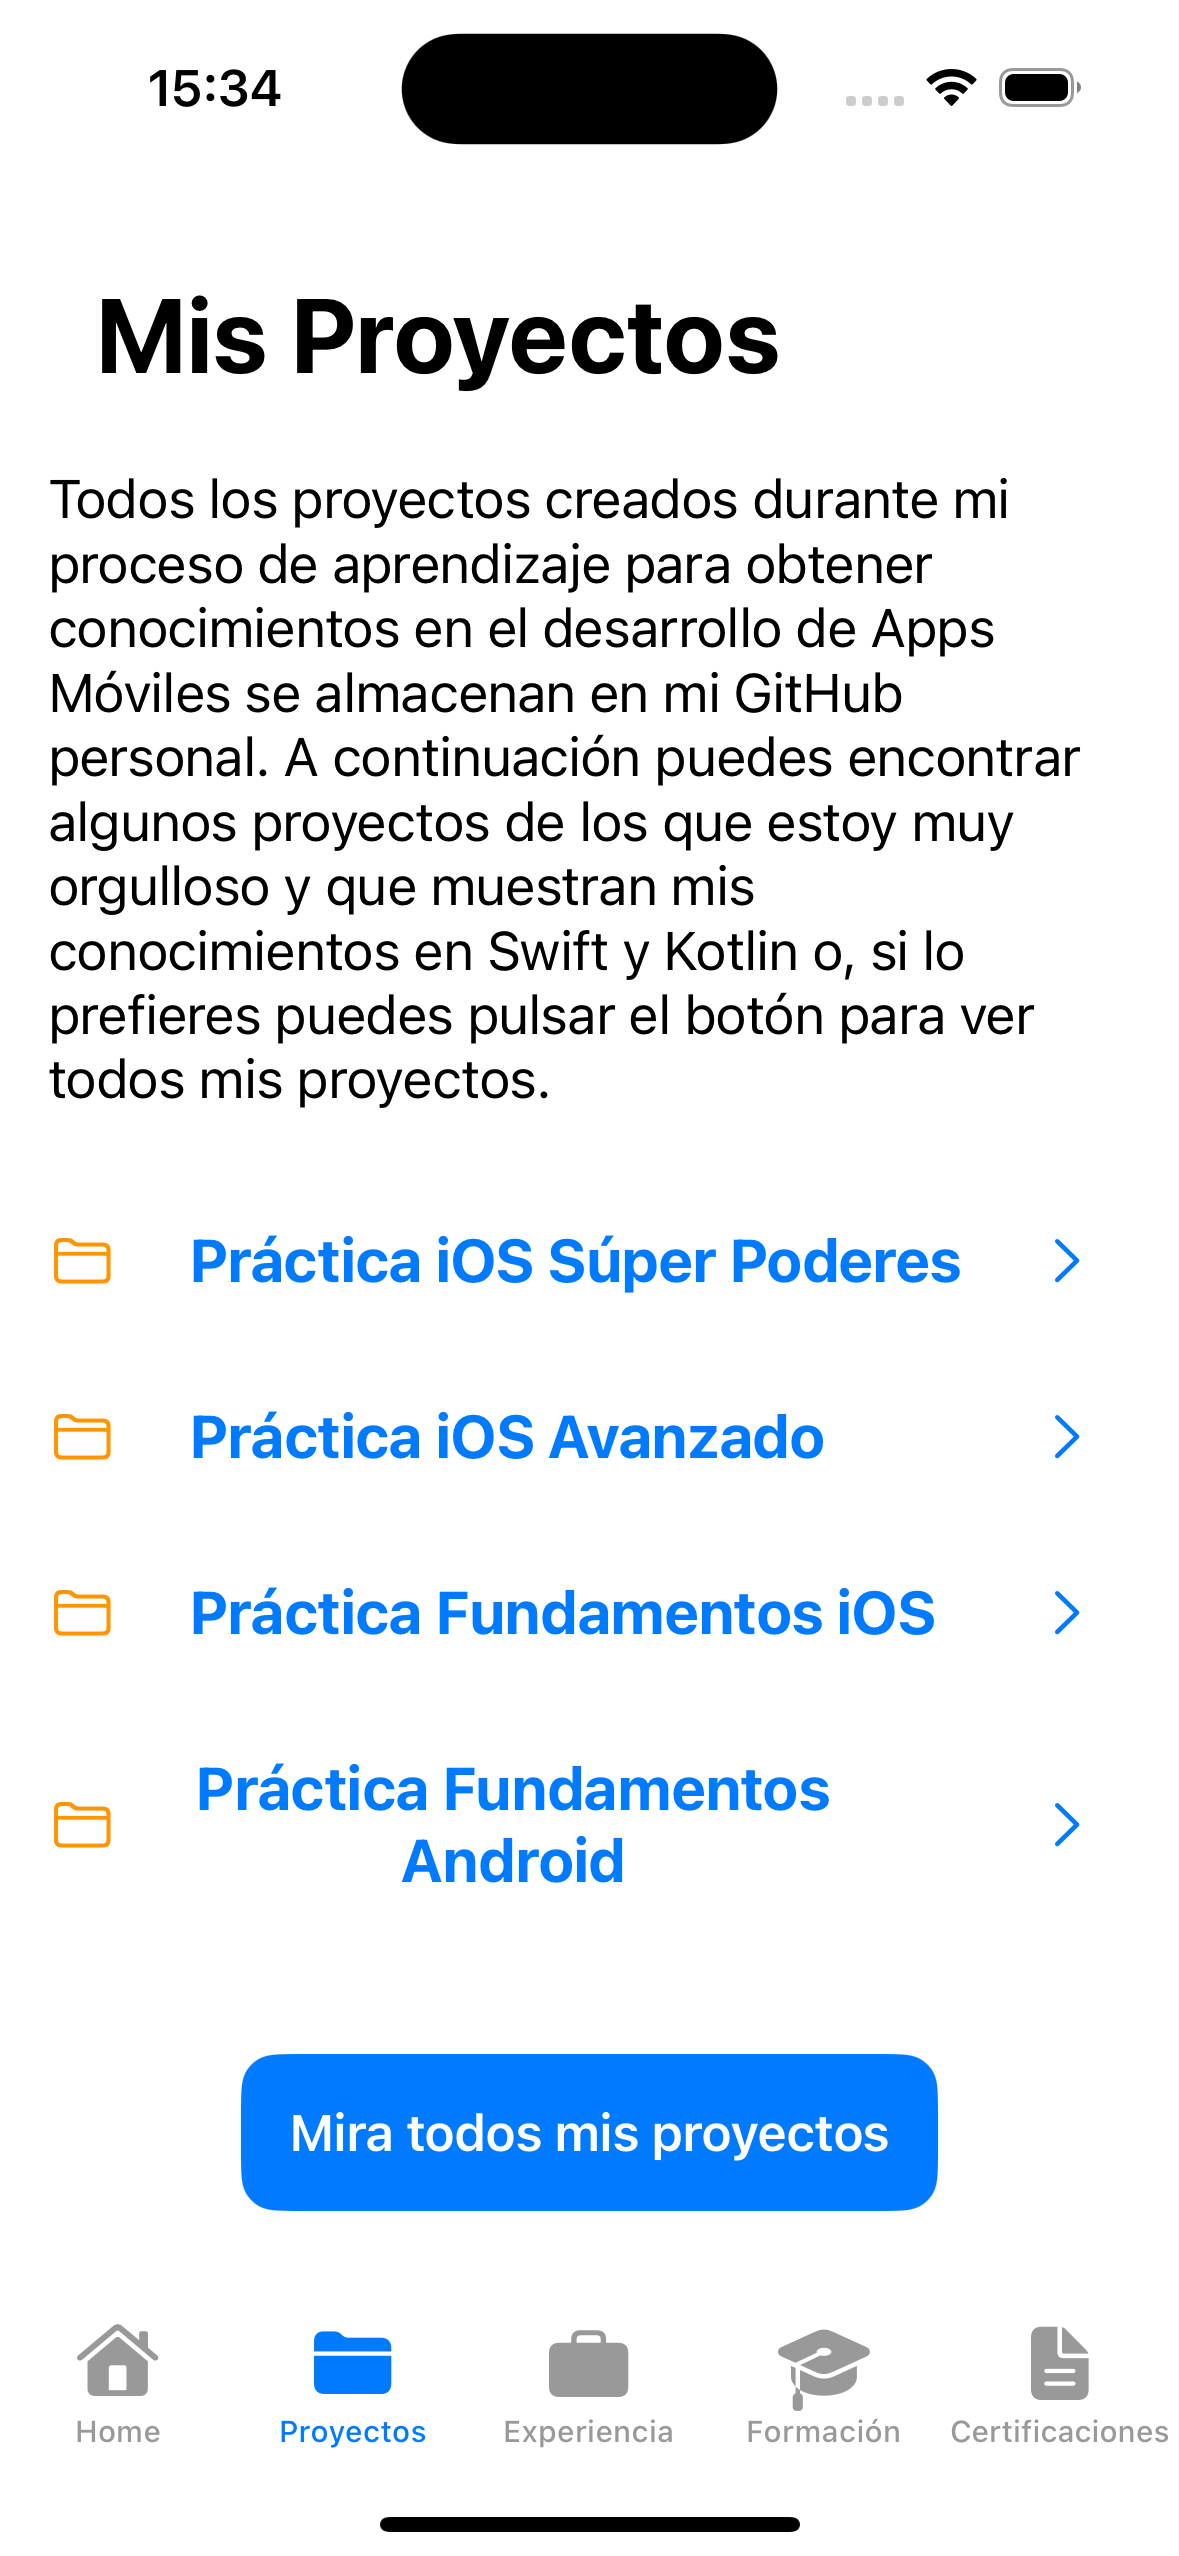 15:34
Mis Proyectos
Todos los proyectos creados durante mi
proceso de aprendizaje para obtener
conocimientos en el desarrollo de Apps
Móviles se almacenan en mi GitHub
personal. A continuación puedes encontrar
algunos proyectos de los que estoy muy
orgulloso y que muestran mis
conocimientos en Swift y Kotlin o, si lo
prefieres puedes pulsar el botón para ver
todos mis proyectos.
Práctica iOS Súper Poderes
Práctica iOS Avanzado
Práctica Fundamentos iOS
Práctica Fundamentos
Android
Mira todos mis proyectos
Home
Proyectos
Experiencia
Formación
Certificaciones